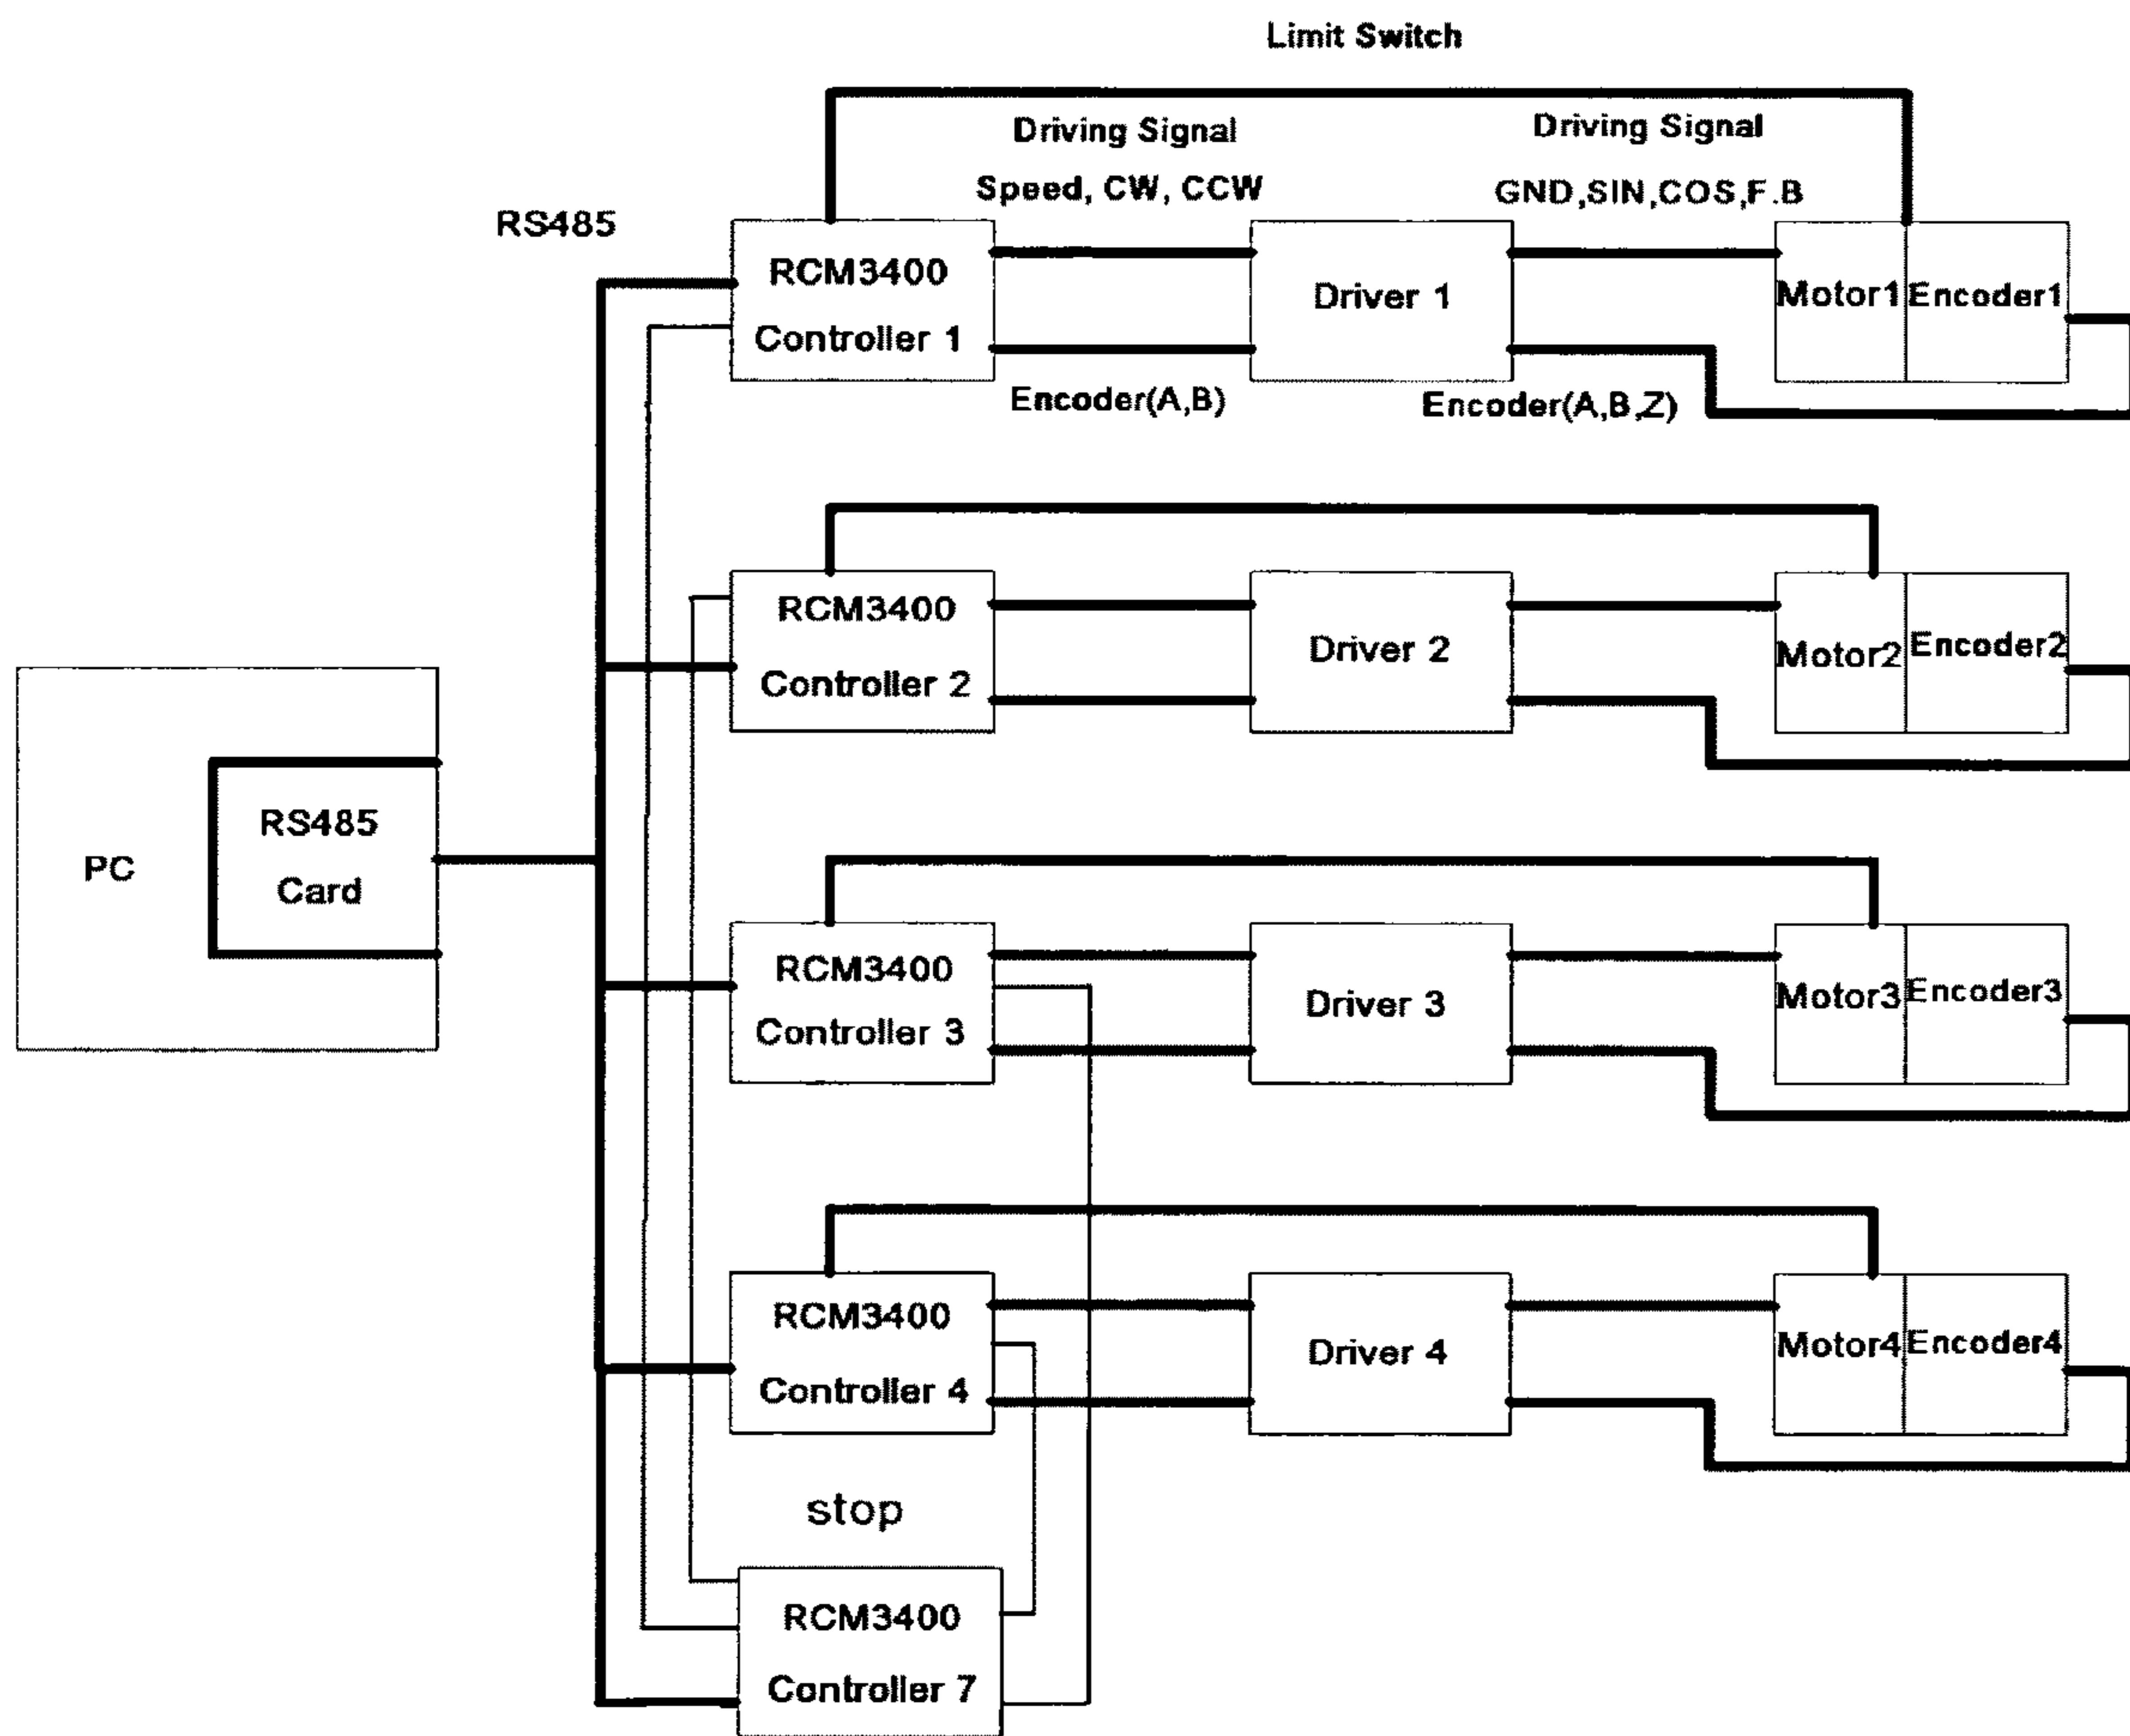 Limit Switch
Driving Signal
Speed, CW, CCW
Driving Signal
GND,SIN,COS,F.B
RS485
RCM3400
Controller 1
Driver 1
Motor1
Encoder1
Encoder(A,B)
Encoder(A,B,Z)
RCM3400
Controller 2
Driver 2
Motor2
Encoder2
PC
RS485
Card
RCM3400
Controller 3
Driver 3
Motor3
Encoder3
RCM3400
Controller 4
Driver 4
Motor4
Encoder4
stop
RCM3400
Controller 7